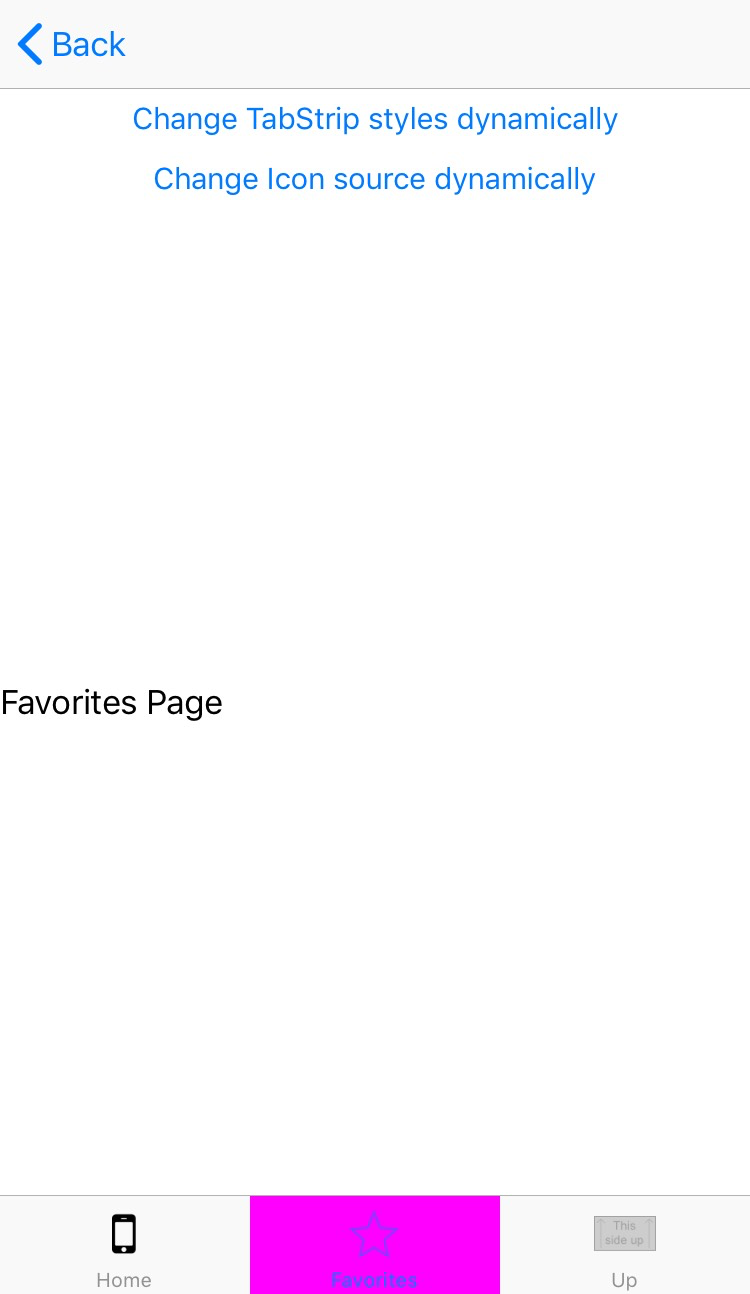 Back
Change TabStrip styles dynamically
Change Icon source dynamically
Favorites Page
This
side up
Home
Favorites
Up